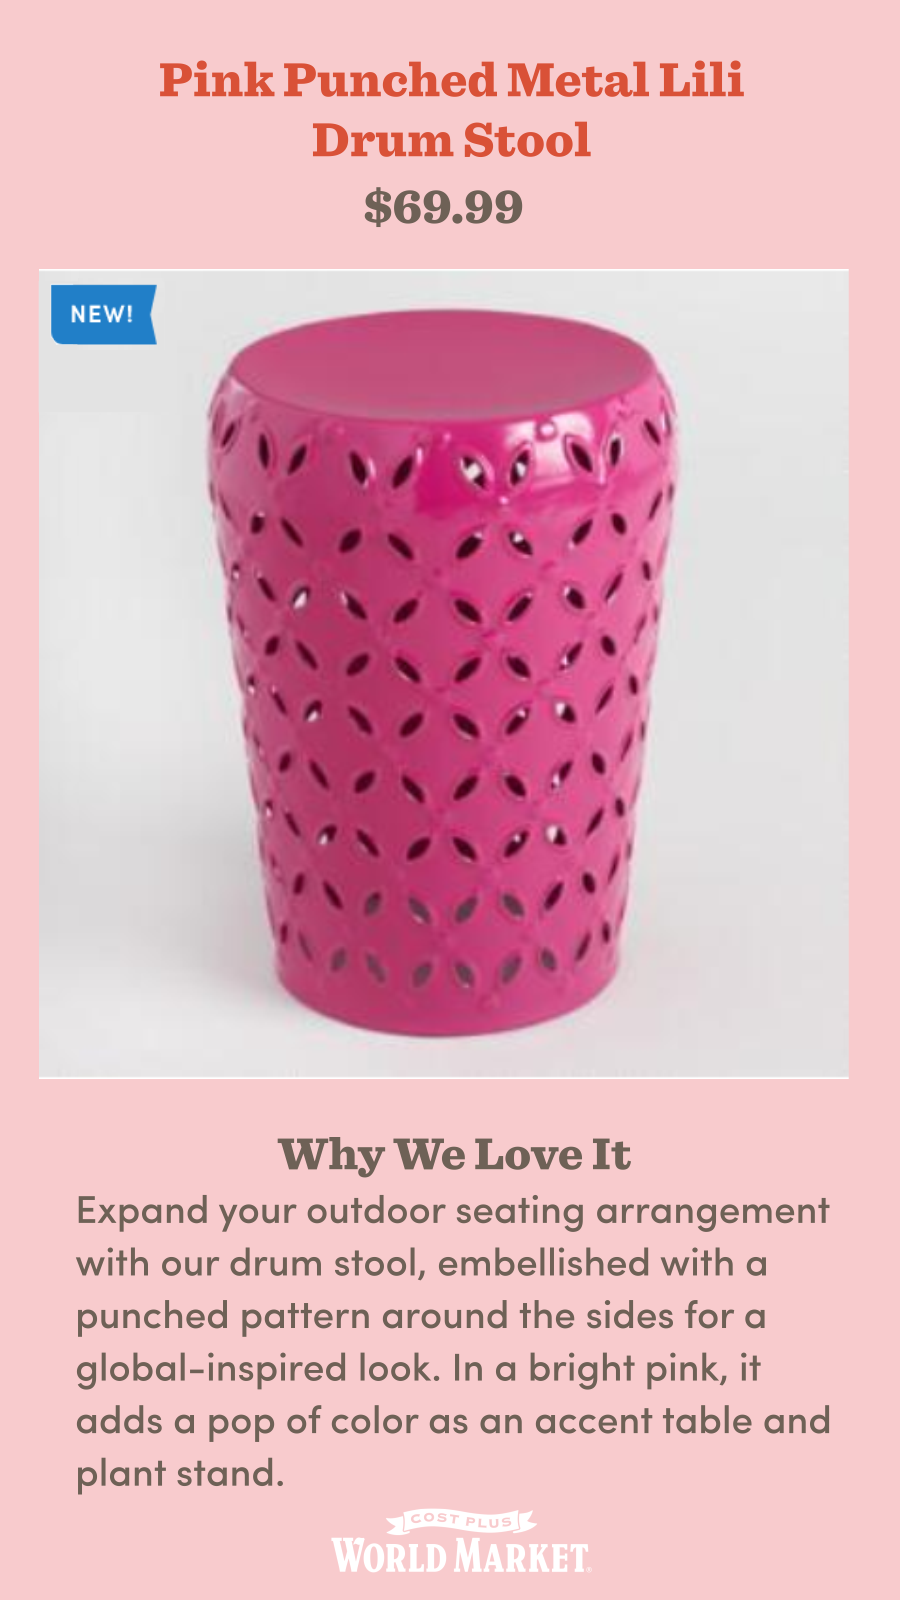 Pink Punched Metal Lili
Drum Stool
$69.99
NEW!
Why We Love It
Expand your outdoor seating arrangement
with our drum stool, embellished with a
punched pattern around the sides for a
global-inspired look. In a bright pink, it
adds a pop of color as an accent table and
plant stand.
COST PLUS
WORLD MARKET®